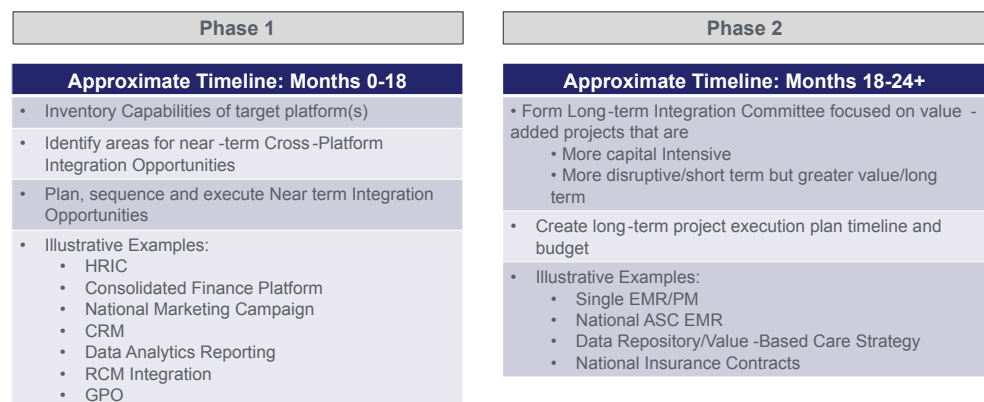 Phase 1
Approximate Timeline: Months 0-18
• Inventory Capabilities of target platform(s)
• Identify areas for near -term Cross -Platform
Integration Opportunities
• Plan, sequence and execute Near term Integration
Opportunities
• Illustrative Examples:
• HRIC
• Consolidated Finance Platform
• National Marketing Campaign
• CRM
• Data Analytics Reporting
• RCM Integration
• GPO
Phase 2
Approximate Timeline: Months 18-24+
• Form Long -term Integration Committee focused on value -
added projects that are
• More capital Intensive
• More disruptive/short term but greater value/long
term
• Create long -term project execution plan timeline and
budget
• Illustrative Examples:
• Single EMR/PM
• National ASC EMR
• Data Repository/Value -Based Care Strategy
• National Insurance Contracts